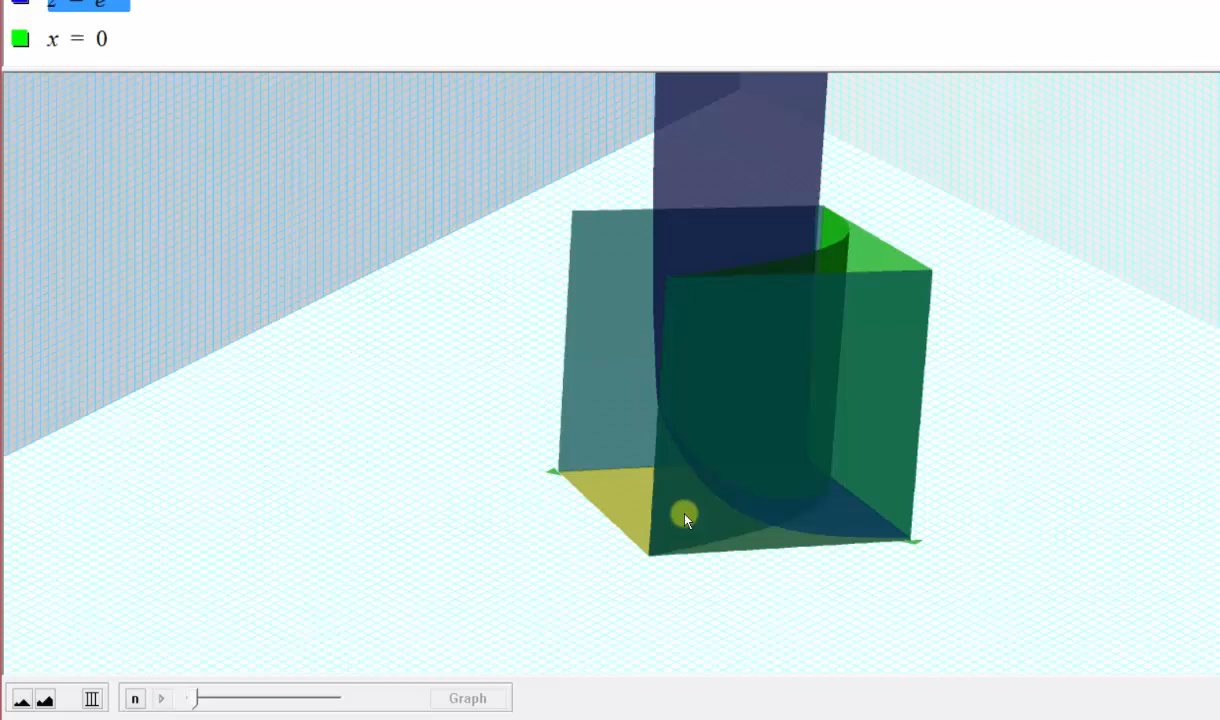 z = e
x = 0
n
Graph